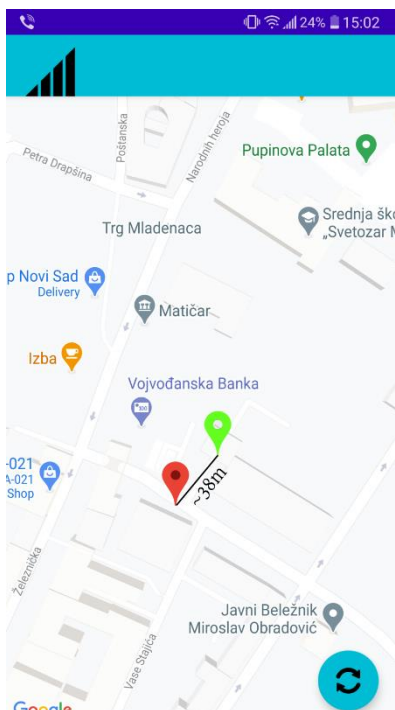 24% 15:02
Poštanska
Petra Drapšina
Narodnih heroja
Pupinova Palata
Srednja ško
„Svetozar M
Trg Mladenaca
p Novi Sad
Delivery
Matičar
Izba
Vojvođanska Banka
-021
A-021
Shop
~38m
Železnička
Javni Beležnik
Miroslav Obradović
Vase Stajića
Google